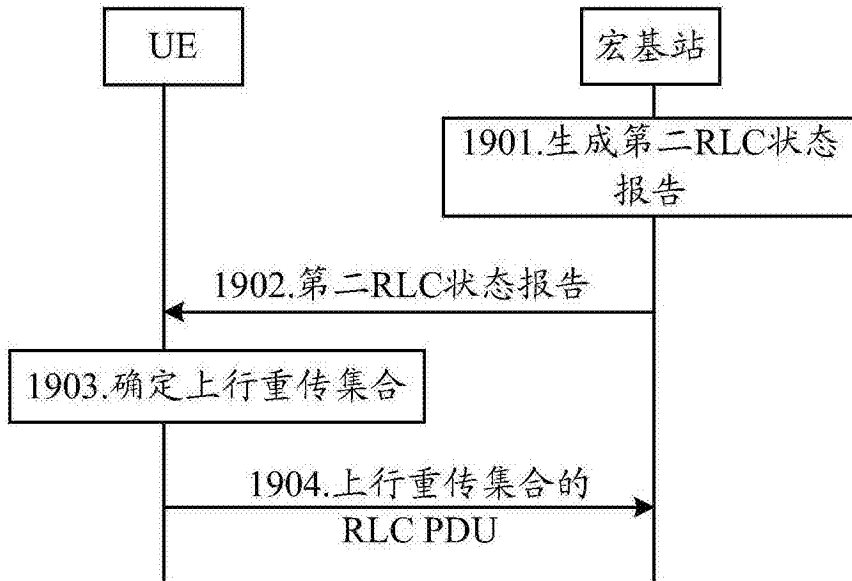 UE
宏基站
1901.生成第二RLC状态
报告
1902.第二RLC状态报告
1903.确定上行重传集合
1904.上行重传集合的
RLC PDU